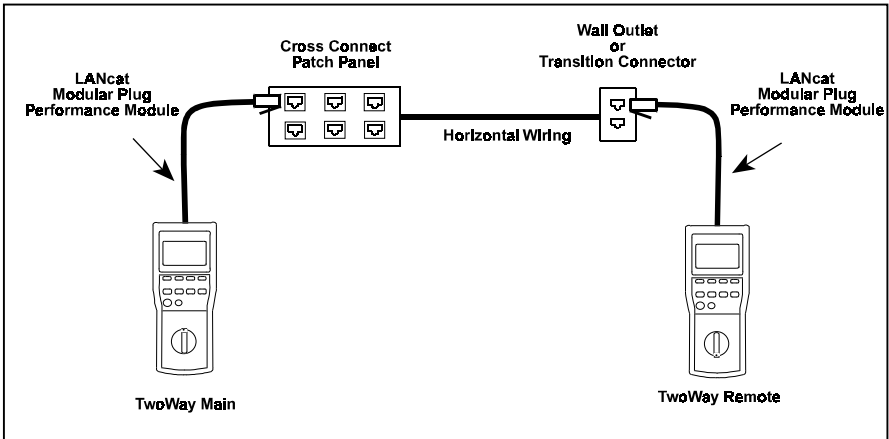 Wall Outlet
or
Transition Connector
Cross Connect
Patch Panel
LANcat
Modular Plug
Performance Module
LANcat
Modular Plug
Performance Module
Horizontal Wiring
TwoWay Main
TwoWay Remote